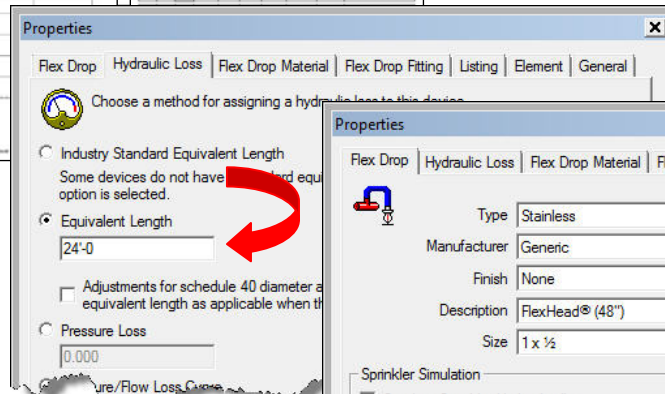 Properties
Flex Drop Hydraulic Loss Flex Drop Material Flex Drop Fitting Listing Element General
Choose a method for assigning a hydraulic loss to this device
Industry Standard Equivalent Length
Some devices do not have
option is selected.
Equivalent Length
24'-0
Adjustments for schedule 40 diameter
equivalent length as applicable when
Pressure Loss
0.000
/Flow Loss Curve
Properties
Flex Drop Hydraulic Loss Flex Drop Material
Type Stainless
Manufacturer Generic
Finish None
Description FlexHead® (48")
Size 1 x ½
Sprinkler Simulation